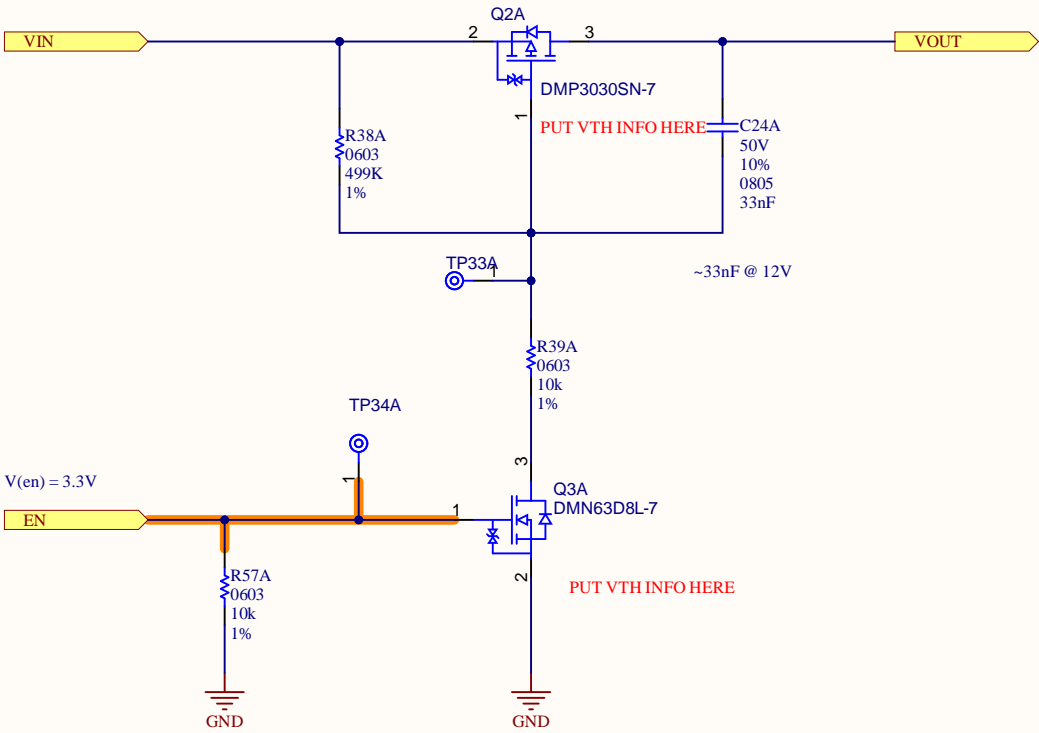 Q2A
VIN
2
3
VOUT
DMP3030SN-7
1
PUT VTH INFO HERE
C24A
50V
10%
0805
33nF
R38A
0603
499K
1%
TP33A
1
~33nF @ 12V
R39A
0603
10k
1%
TP34A
1
3
V(en) = 3.3V
EN
1
Q3A
DMN63D8L-7
2
PUT VTH INFO HERE
R57A
0603
10k
1%
GND
GND